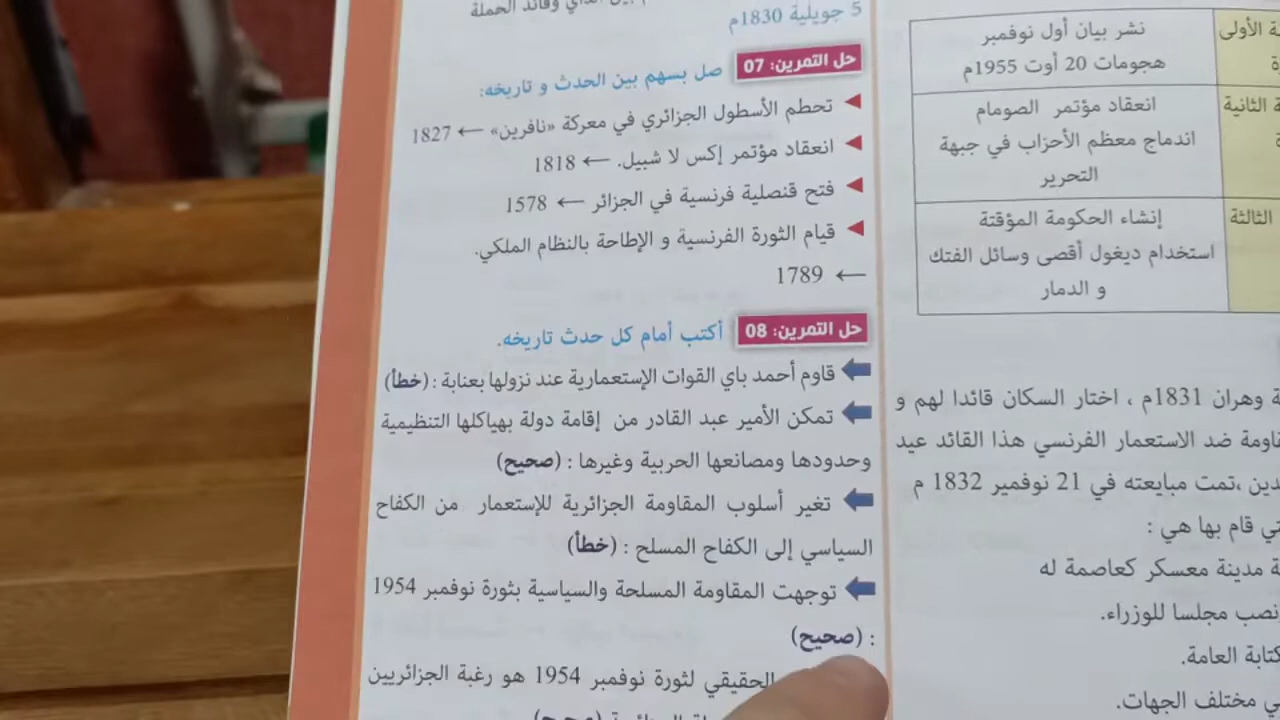 نشر بيان أول نوفمبر
هجومات 20 أوت 1955م
ة الأولى
انعقاد مؤتمر الصومام
اندماج معظم الأحزاب في جبهة
التحرير
ة الثانية
إنشاء الحكومة المؤقتة
استخدام ديغول أقصى وسائل الفتك
و الدمار
الثالثة
ة وهران 1831م ، اختار السكان قائدا لهم و
قاومة ضد الاستعمار الفرنسي هذا القائد عيد
دين ،تمت مبايعته في 21 نوفمير 1832 م
ي قام بها هي :
ة مدينة معسكر كعاصمة له
نصب مجلسا للوزراء.
كتابة العامة.
ي مختلف الجهات.
الداي وقائد الحملة
5 جويلية 1830م
حل التمرين: 07 صل بسهم بين الحدث و تاريخه:
تحطم الأسطول الجزائري في معركة «نافرين» ← 1827
انعقاد مؤتمر إكس لا شبيل. ← 1818
فتح قنصلية فرنسية في الجزائر ← 1578
قيام الثورة الفرنسية و الإطاحة بالنظام الملكي.
← 1789
حل التمرين: 08 أكتب أمام كل حدث تاريخه.
قاوم أحمد باي القوات الإستعمارية عند نزولها بعنابة : (خطأ)
تمكن الأمير عبد القادر من إقامة دولة بهياكلها التنظيمية
وحدودها ومصانعها الحربية وغيرها : (صحيح)
تغير أسلوب المقاومة الجزائرية للإستعمار من الكفاح
السياسي إلى الكفاح المسلح : (خطأ)
توجهت المقاومة المسلحة والسياسية بثورة نوفمبر 1954
: (صحيح)
الحقيقي لثورة نوفمبر 1954 هو رغبة الجزائريين
(صحيح)